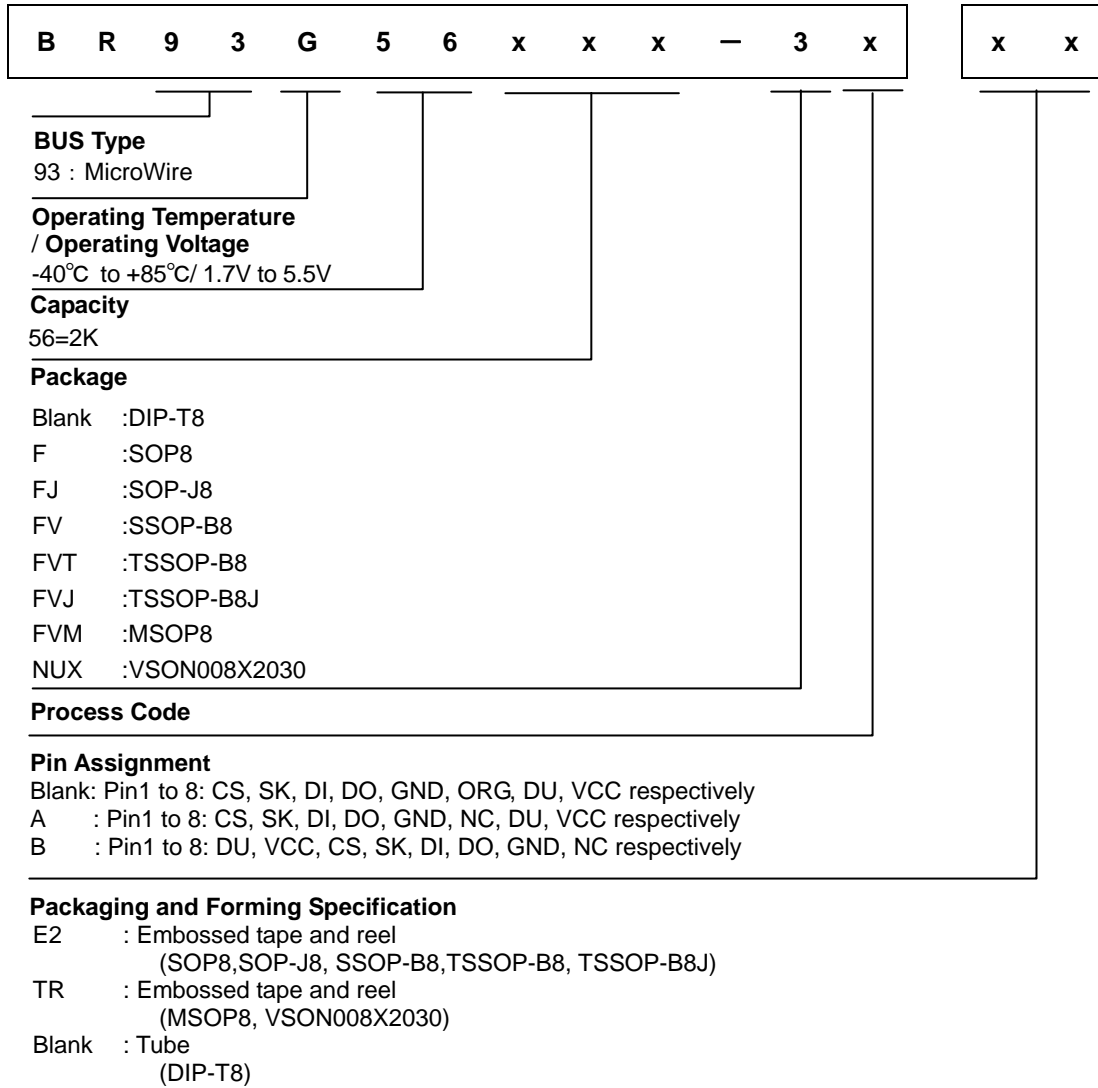 B R 9 3 G 5 6 x x x － 3 x x x
BUS Type
93 : MicroWire
Operating Temperature
/ Operating Voltage
-40℃ to +85℃/ 1.7V to 5.5V
Capacity
56=2K
Package
Blank :DIP-T8
F :SOP8
FJ :SOP-J8
FV :SSOP-B8
FVT :TSSOP-B8
FVJ :TSSOP-B8J
FVM :MSOP8
NUX :VSON008X2030
Process Code
Pin Assignment
Blank: Pin1 to 8: CS, SK, DI, DO, GND, ORG, DU, VCC respectively
A : Pin1 to 8: CS, SK, DI, DO, GND, NC, DU, VCC respectively
B : Pin1 to 8: DU, VCC, CS, SK, DI, DO, GND, NC respectively
Packaging and Forming Specification
E2 : Embossed tape and reel
(SOP8,SOP-J8, SSOP-B8,TSSOP-B8, TSSOP-B8J)
TR : Embossed tape and reel
(MSOP8, VSON008X2030)
Blank : Tube
(DIP-T8)